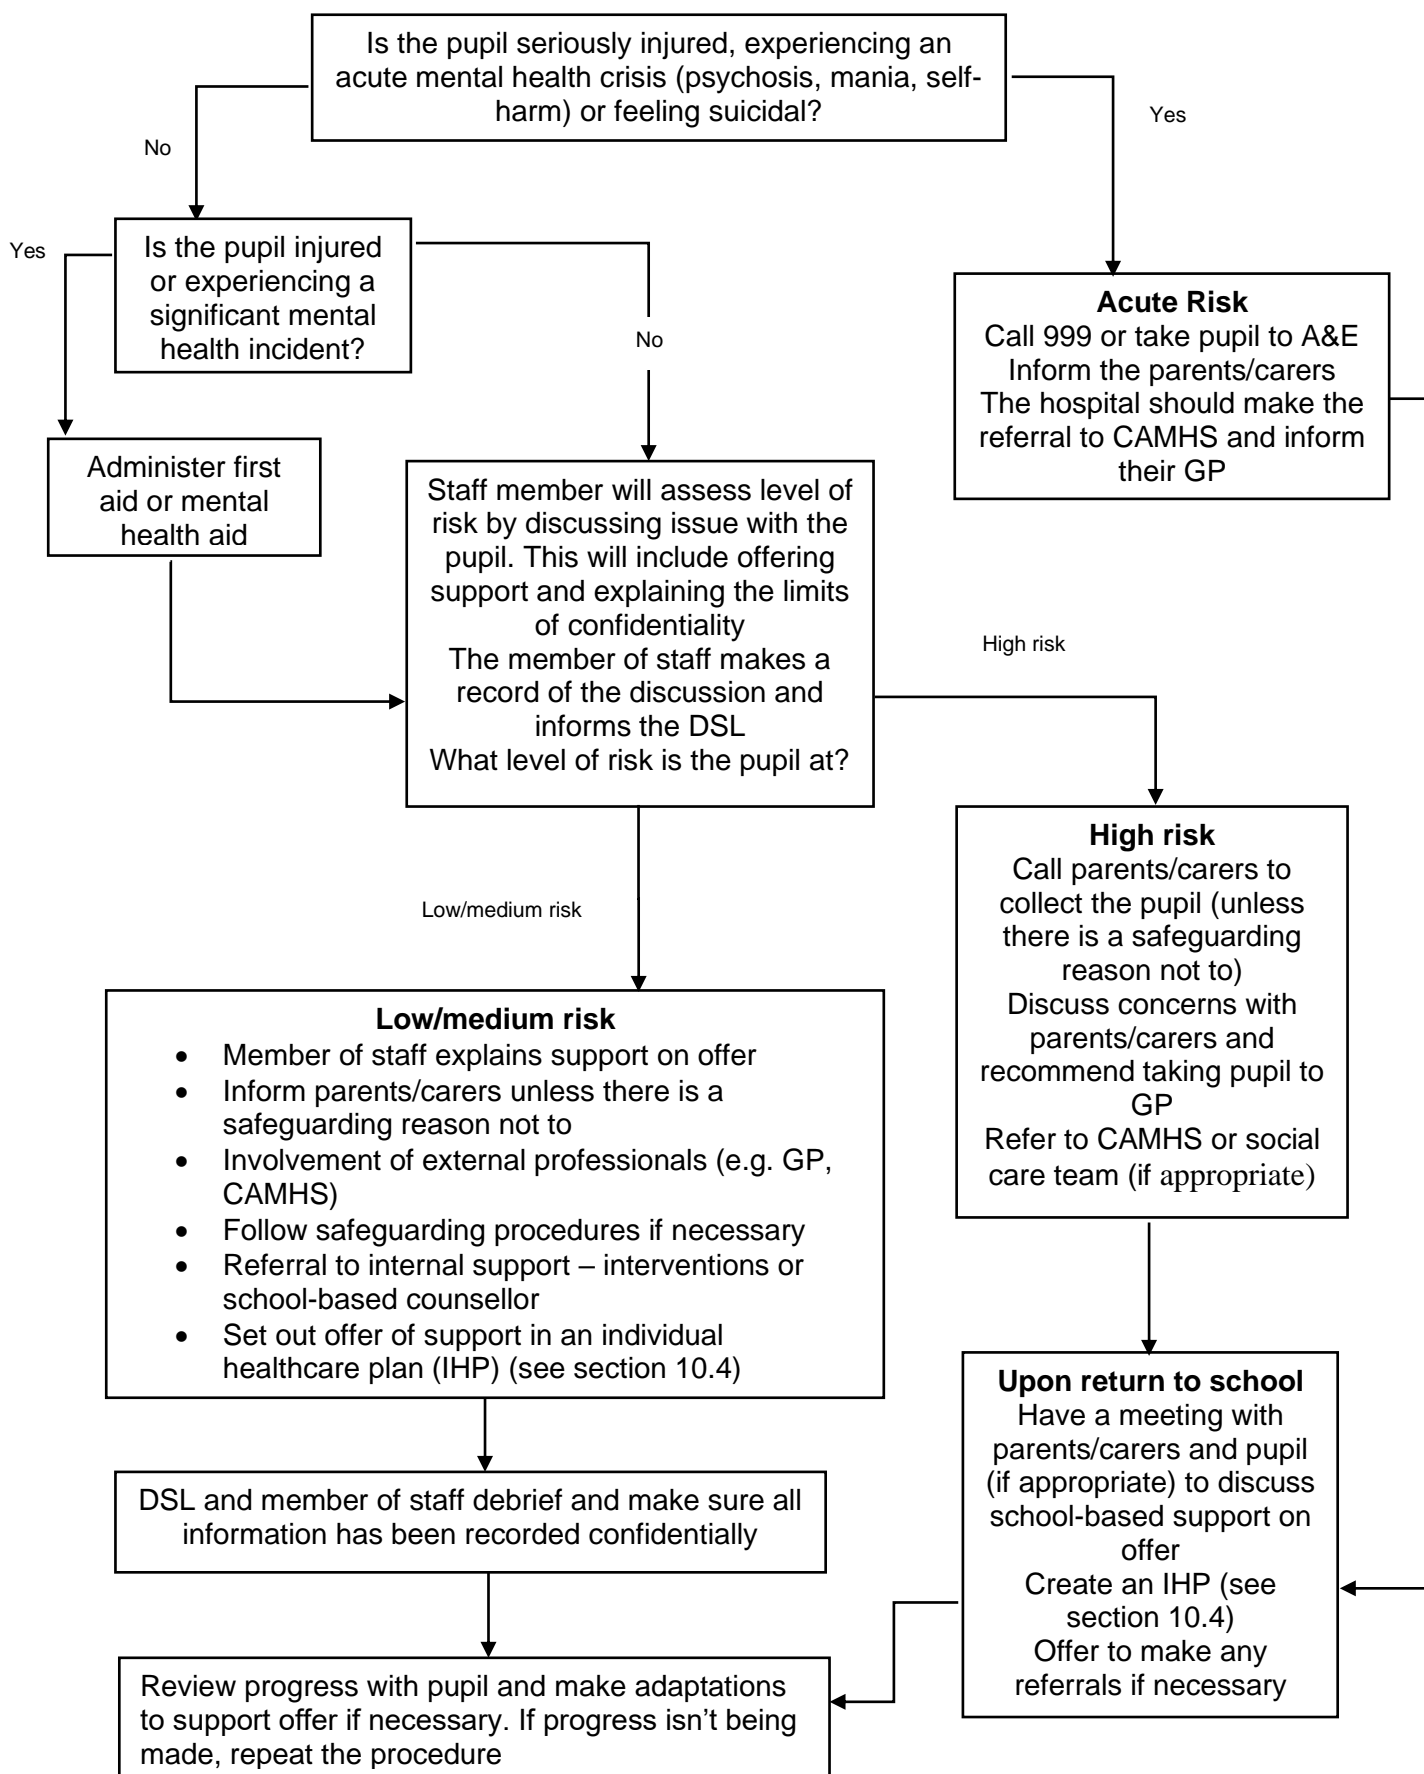 Is the pupil seriously injured, experiencing an
acute mental health crisis (psychosis, mania, self-
harm) or feeling suicidal?
No
Yes
Yes
Is the pupil injured
or experiencing a
significant mental
health incident?
No
Acute Risk
Call 999 or take pupil to A&E
Inform the parents/carers
The hospital should make the
referral to CAMHS and inform
their GP
Administer first
aid or mental
health aid
Staff member will assess level of
risk by discussing issue with the
pupil. This will include offering
support and explaining the limits
of confidentiality
The member of staff makes a
record of the discussion and
informs the DSL
What level of risk is the pupil at?
High risk
Low/medium risk
High risk
Call parents/carers to
collect the pupil (unless
there is a safeguarding
reason not to)
Discuss concerns with
parents/carers and
recommend taking pupil to
GP
Refer to CAMHS or social
care team (if appropriate)
Low/medium risk
• Member of staff explains support on offer
• Inform parents/carers unless there is a
safeguarding reason not to
• Involvement of external professionals (e.g. GP,
CAMHS)
• Follow safeguarding procedures if necessary
• Referral to internal support – interventions or
school-based counsellor
• Set out offer of support in an individual
healthcare plan (IHP) (see section 10.4)
Upon return to school
Have a meeting with
parents/carers and pupil
(if appropriate) to discuss
school-based support on
offer
Create an IHP (see
section 10.4)
Offer to make any
referrals if necessary
DSL and member of staff debrief and make sure all
information has been recorded confidentially
Review progress with pupil and make adaptations
to support offer if necessary. If progress isn’t being
made, repeat the procedure